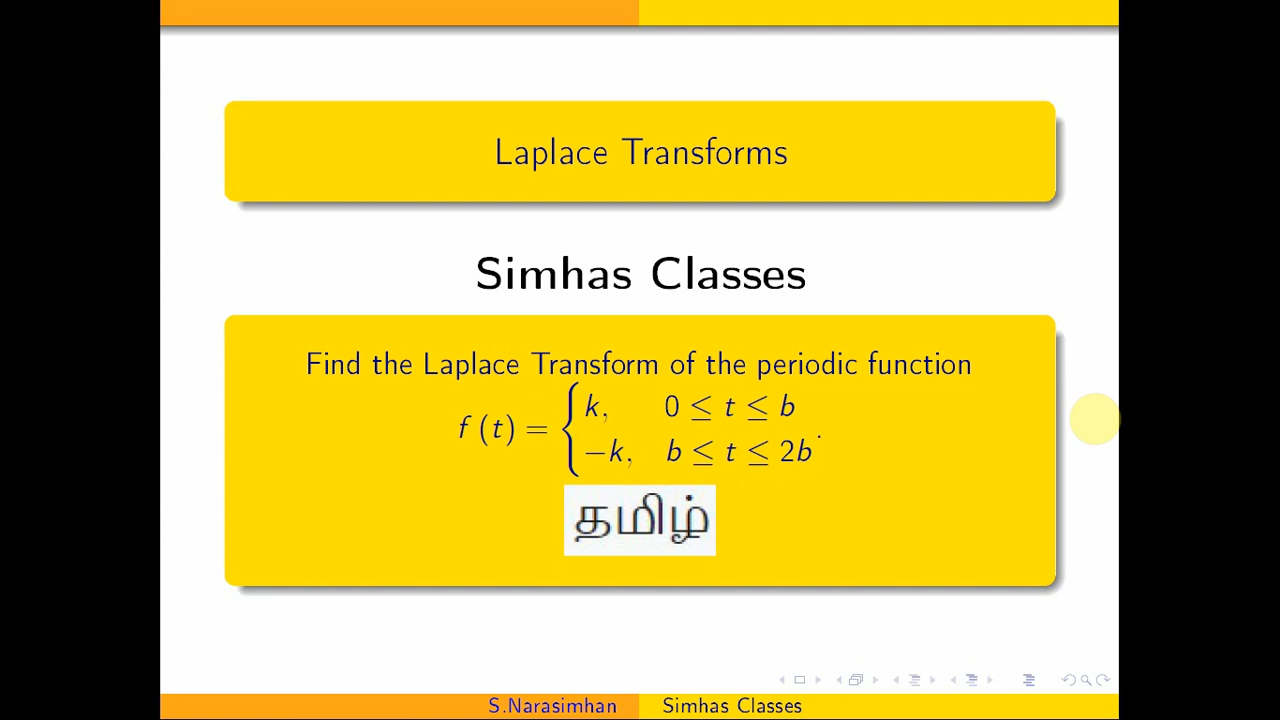 Laplace Transforms
Simhas Classes
Find the Laplace Transform of the periodic function
f (t) = { k, 0 ≤ t ≤ b
−k, b ≤ t ≤ 2b .
தமிழ்
S.Narasimhan Simhas Classes